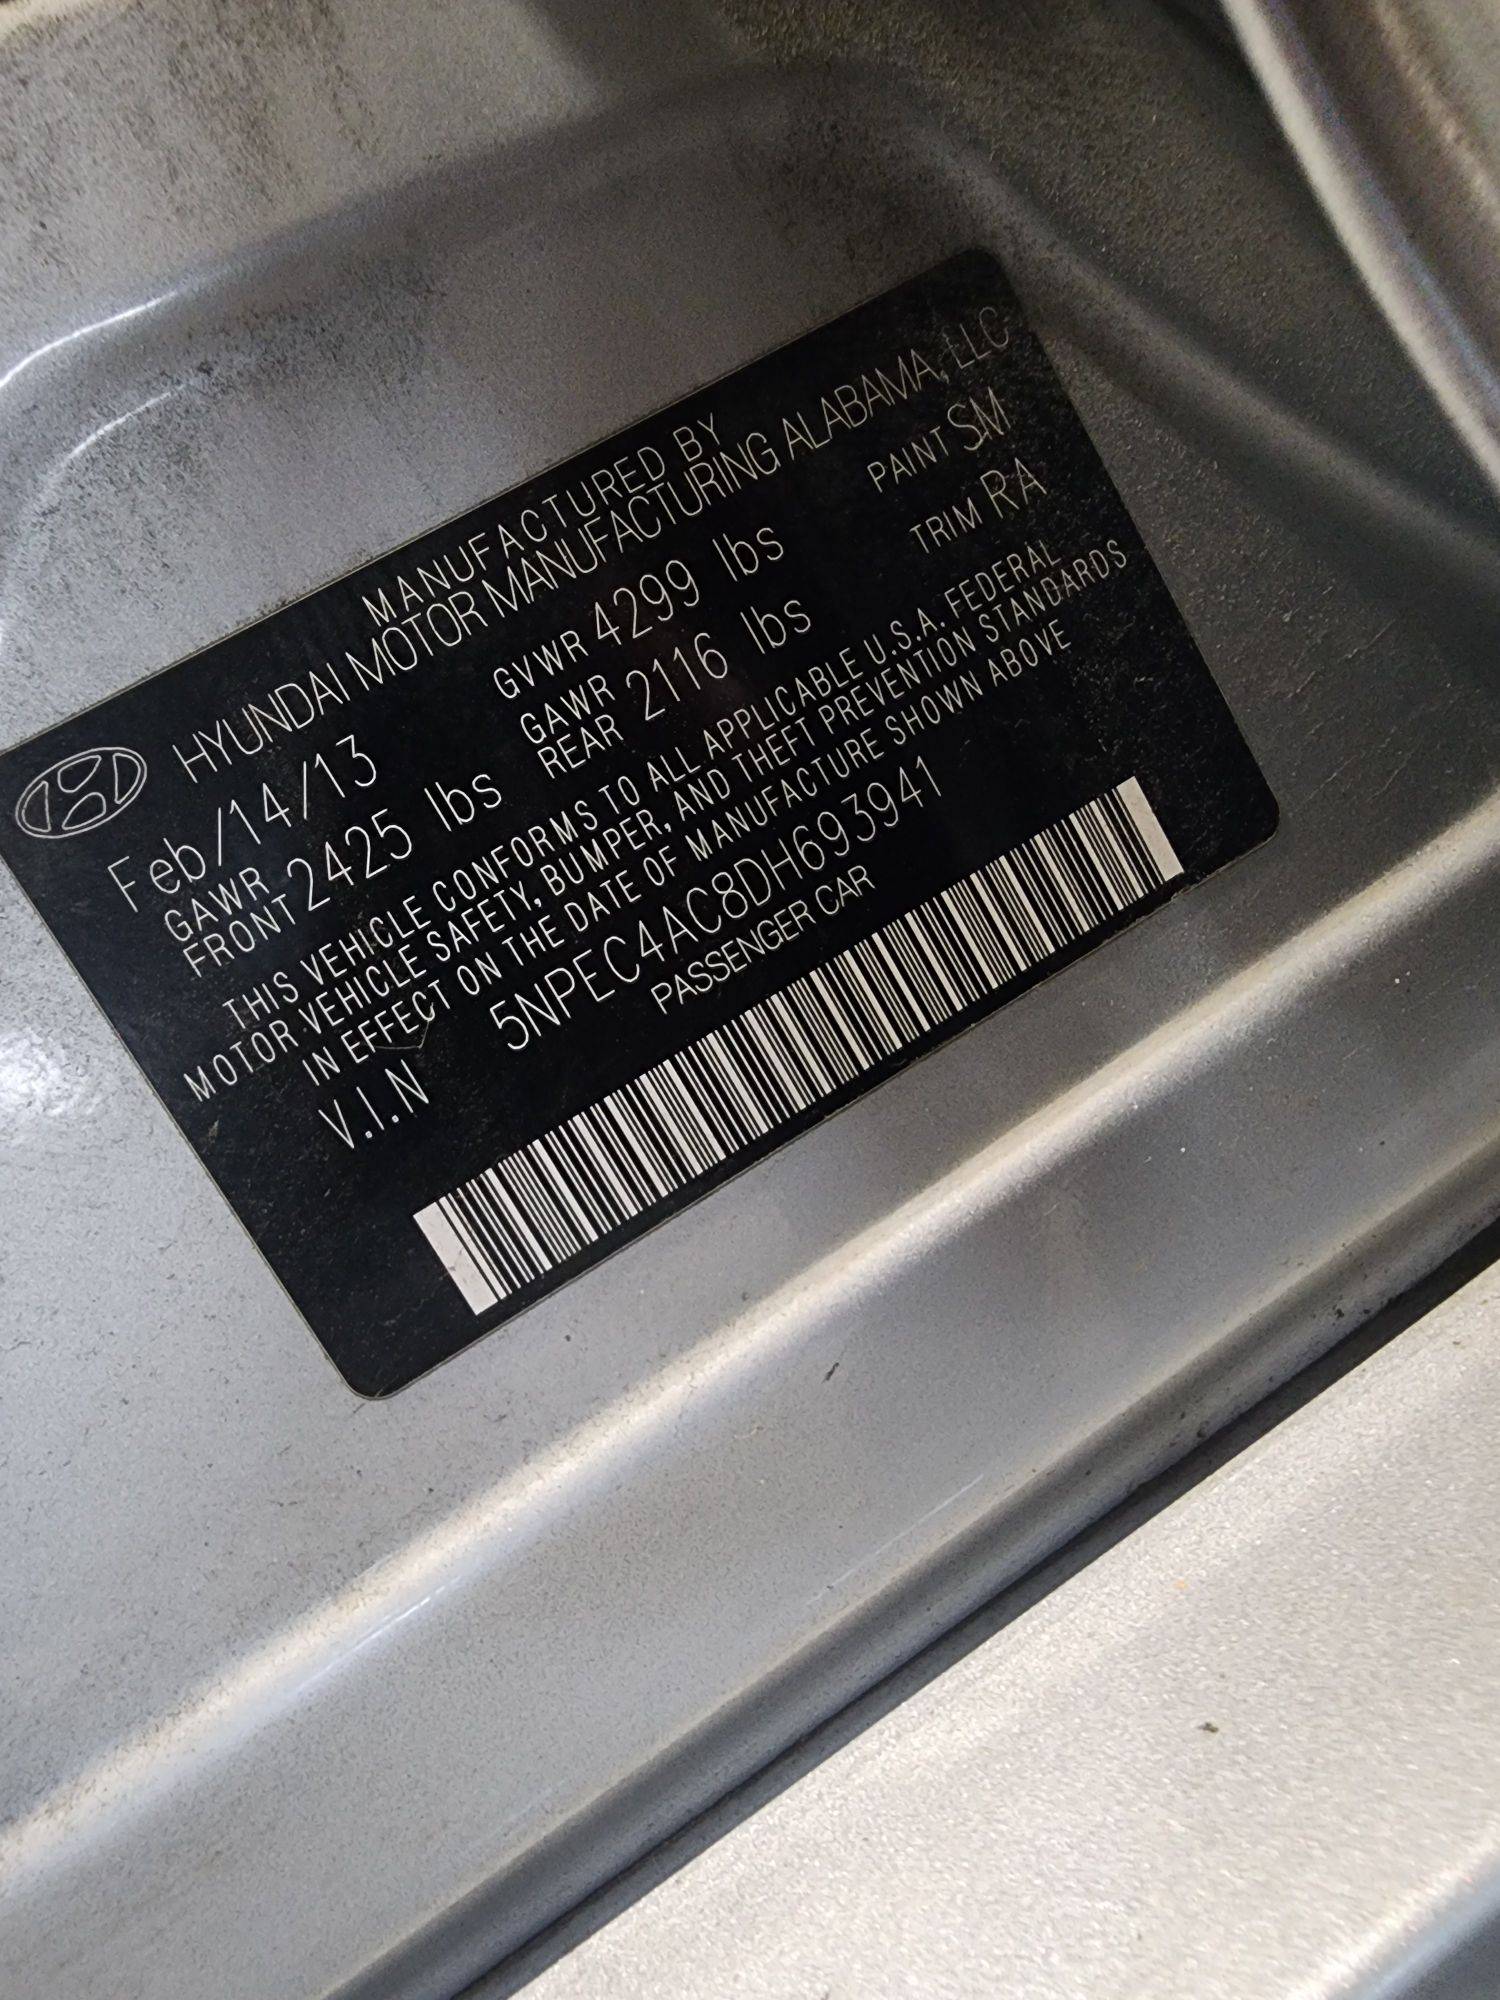 MANUFACTURED BY
HYUNDAI MOTOR MANUFACTURING ALABAMA, LLC
Feb/14/13 GVWR 4299 lbs PAINT SM
GAWR FRONT 2425 lbs GAWR REAR 2116 lbs TRIM RA
THIS VEHICLE CONFORMS TO ALL APPLICABLE U.S.A. FEDERAL
MOTOR VEHICLE SAFETY, BUMPER, AND THEFT PREVENTION STANDARDS
IN EFFECT ON THE DATE OF MANUFACTURE SHOWN ABOVE
V.I.N 5NPEC4AC8DH693941
PASSENGER CAR